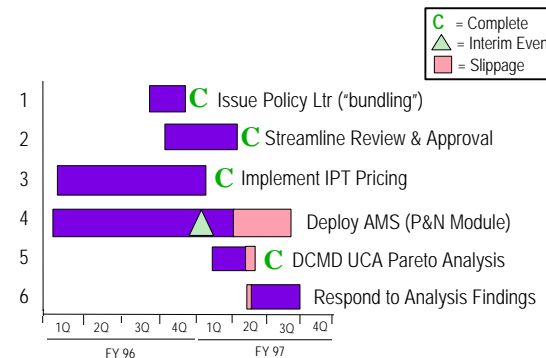 C = Complete
= Interim Even
= Slippage
1 C Issue Policy Ltr ("bundling")
2 C Streamline Review & Approval
3 C Implement IPT Pricing
4 Deploy AMS (P&N Module)
5 C DCMD UCA Pareto Analysis
6 Respond to Analysis Findings
1Q 2Q 3Q 4Q 1Q 2Q 3Q 4Q
FY 96 FY 97